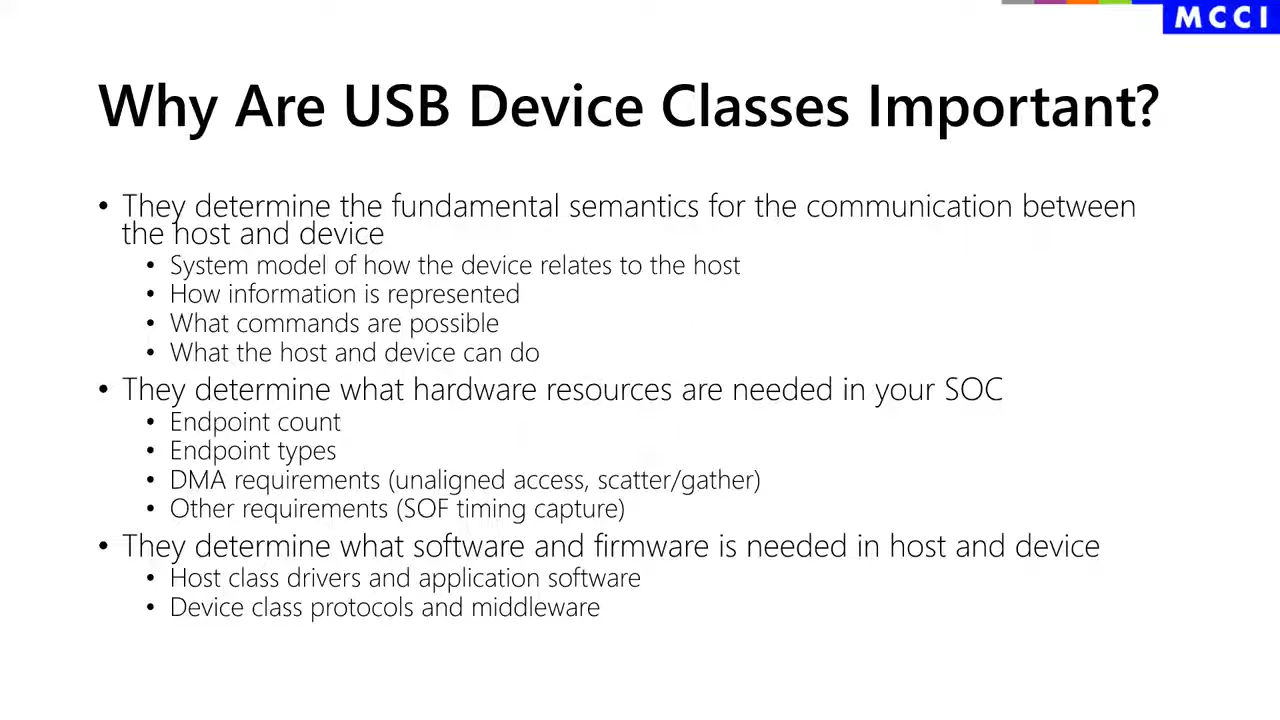 MCCI
Why Are USB Device Classes Important?
• They determine the fundamental semantics for the communication between
the host and device
• System model of how the device relates to the host
• How information is represented
• What commands are possible
• What the host and device can do
• They determine what hardware resources are needed in your SOC
• Endpoint count
• Endpoint types
• DMA requirements (unaligned access, scatter/gather)
• Other requirements (SOF timing capture)
• They determine what software and firmware is needed in host and device
• Host class drivers and application software
• Device class protocols and middleware